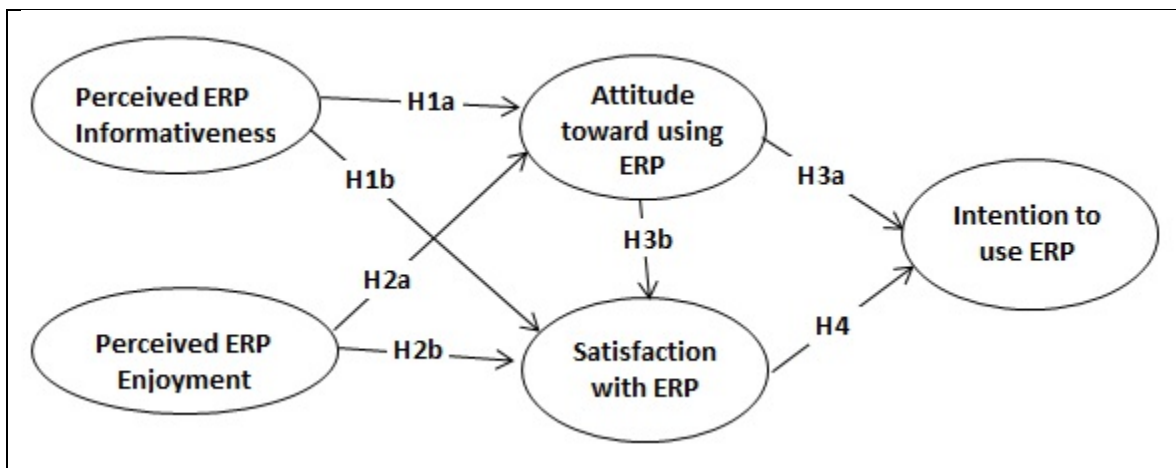 Perceived ERP
Informativeness
H1a
Attitude
toward using
ERP
H1b
H3a
Intention to
use ERP
H3b
H2a
Perceived ERP
Enjoyment
H2b
Satisfaction
with ERP
H4